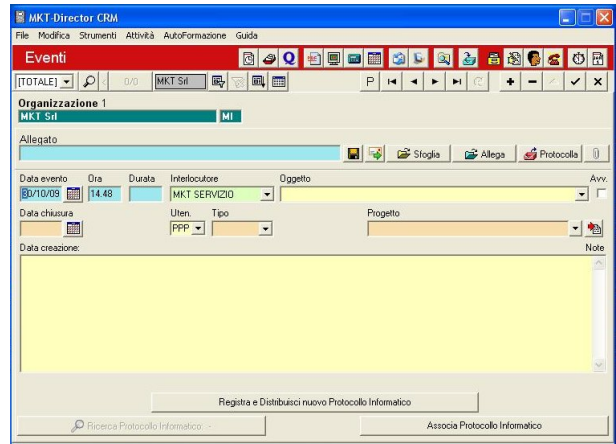 MKT-Director CRM
File Modifica Strumenti Attività AutoFormazione Guida
Eventi
[TOTALE] 0/0 MKT Srl P
Organizzazione 1
MKT Srl MI
Allegato
Sfoglia Allega Protocolla
Data evento Ora Durata Interlocutore Oggetto Avv.
30/10/09 14.48 MKT SERVIZIO
Data chiusura Uten. Tipo Progetto
PPP
Data creazione: Note
Registra e Distribuisci nuovo Protocollo Informatico
Ricerca Protocollo Informatico: - Associa Protocollo Informatico